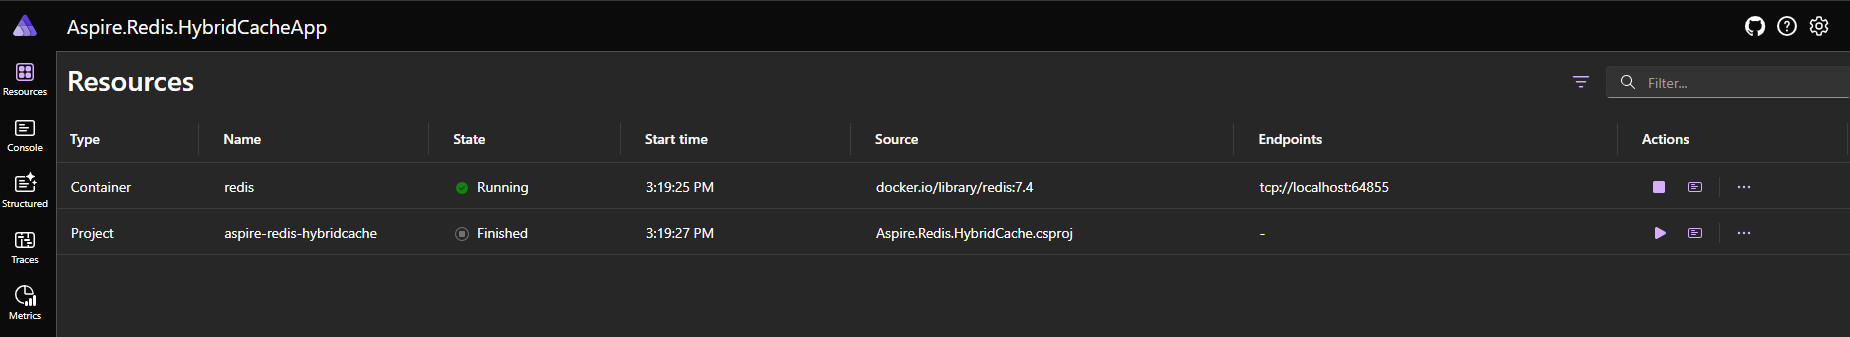 Aspire.Redis.HybridCacheApp
Resources
Console
Structured
Traces
Metrics
Resources
Filter...
Type Name State Start time Source Endpoints Actions
Container redis Running 3:19:25 PM docker.io/library/redis:7.4 tcp://localhost:64855
Project aspire-redis-hybridcache Finished 3:19:27 PM Aspire.Redis.HybridCache.csproj -